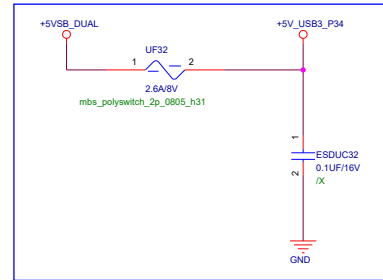 +5VSB_DUAL
+5V_USB3_P34
UF32
1
2
2.6A/8V
mbs_polyswitch_2p_0805_h31
1
ESDUC32
0.1UF/16V
2
/X
GND